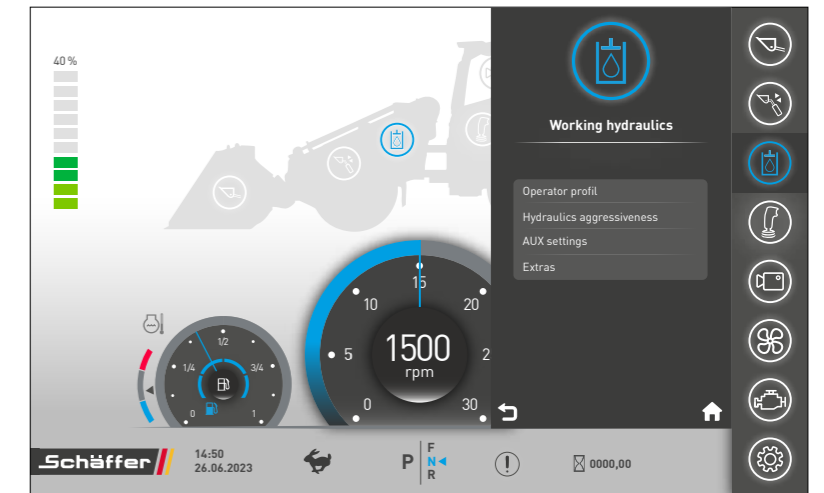 40 %
Working hydraulics
Operator profil
Hydraulics aggressiveness
AUX settings
Extras
15
10
20
5
1500
2
rpm
0
30
1/2
1/4
3/4
0
1
Schäffer
14:50
26.06.2023
P
F
N
R
0000,00